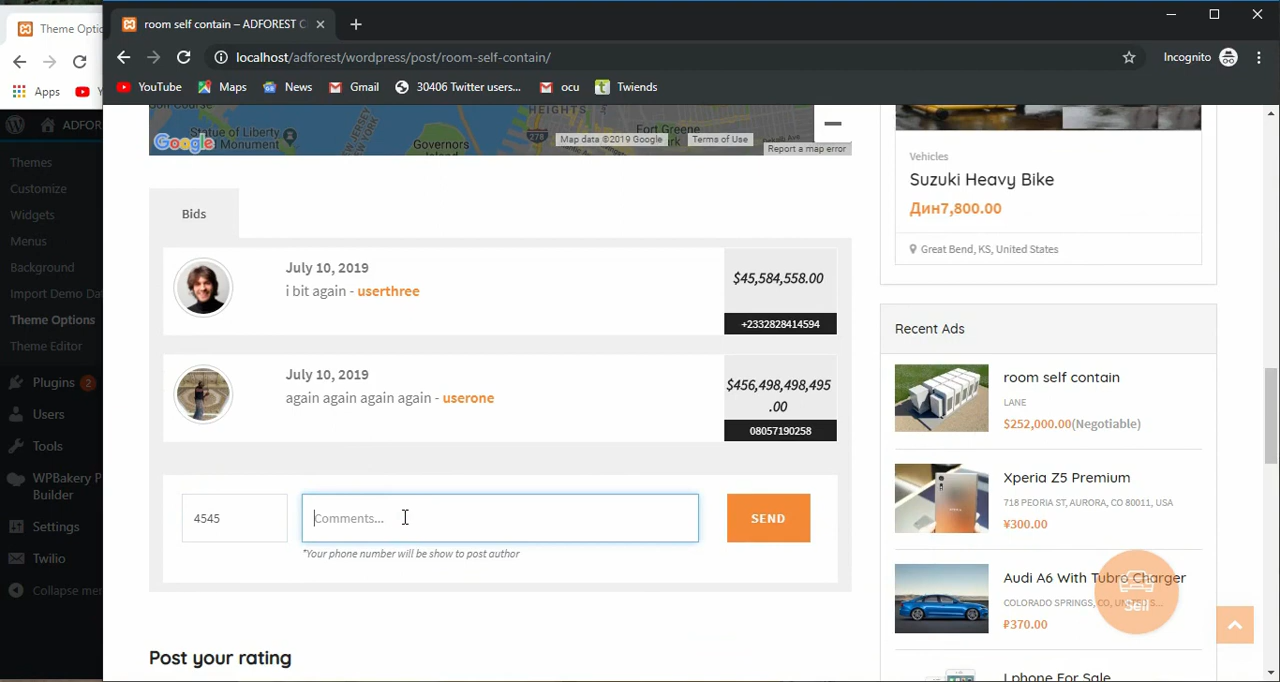 Theme Optio
room self contain – ADFOREST C
localhost/adforest/wordpress/post/room-self-contain/
Incognito
Apps
YouTube
Maps
News
Gmail
30406 Twitter users...
ocu
Twiends
ADFOR
Themes
Customize
Widgets
Menus
Background
Import Demo Da
Theme Options
Theme Editor
Plugins 2
Users
Tools
WPBakery P
Builder
Settings
Twilio
Collapse me
HEIGHTS
Statue of Liberty
Monument
Governors
Island
278
Fort Greene
Google
Map data ©2019 Google
Terms of Use
Report a map error
Bids
July 10, 2019
i bit again - userthree
$45,584,558.00
+2332828414594
July 10, 2019
again again again again - userone
$456,498,498,495
.00
08057190258
4545
Comments...
SEND
*Your phone number will be show to post author
Post your rating
Vehicles
Suzuki Heavy Bike
Дин7,800.00
Great Bend, KS, United States
Recent Ads
room self contain
LANE
$252,000.00(Negotiable)
Xperia Z5 Premium
718 PEORIA ST, AURORA, CO 80011, USA
¥300.00
Audi A6 With Tubro Charger
COLORADO SPRINGS, CO, UNITED S...
₽370.00
Sell
Lphone For Sale